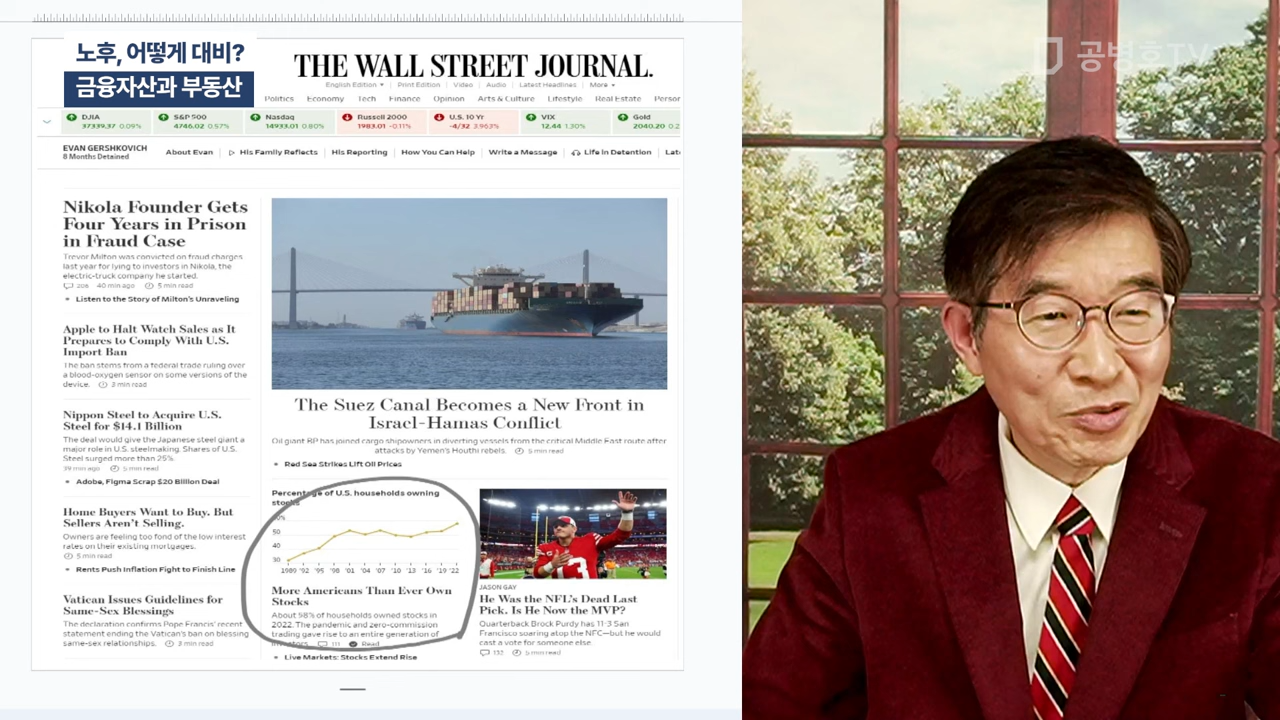 노후, 어떻게 대비?
금융자산과 부동산
공병호TV
THE WALL STREET JOURNAL.
English Edition Print Edition Video Audio Latest Headlines More
Politics Economy Tech Finance Opinion Arts & Culture Lifestyle Real Estate Person
DJIA S&P 500 Nasdaq Russell 2000 U.S. 10 Yr VIX Gold
37339.37 0.09% 4746.02 0.57% 14933.01 0.80% 1983.01 -0.11% -4/32 3.963% 12.44 1.30% 2040.20 0.2
EVAN GERSHKOVICH
8 Months Detained
About Evan His Family Reflects His Reporting How You Can Help Write a Message Life in Detention Late
Nikola Founder Gets
Four Years in Prison
in Fraud Case
Trevor Milton was convicted on fraud charges
last year for lying to investors in Nikola, the
electric-truck company he started.
206 40 min ago 5 min read
Listen to the Story of Milton's Unraveling
Apple to Halt Watch Sales as It
Prepares to Comply With U.S.
Import Ban
The ban stems from a federal trade ruling over
a blood-oxygen sensor on some versions of the
device. 3 min read
Nippon Steel to Acquire U.S.
Steel for $14.1 Billion
The deal would give the Japanese steel giant a
major role in U.S. steelmaking. Shares of U.S.
Steel surged more than 25%.
39 min ago 5 min read
Adobe, Figma Scrap $20 Billion Deal
Home Buyers Want to Buy. But
Sellers Aren't Selling.
Owners are feeling too fond of the low interest
rates on their existing mortgages.
5 min read
Rents Push Inflation Fight to Finish Line
Vatican Issues Guidelines for
Same-Sex Blessings
The declaration confirms Pope Francis' recent
statement ending the Vatican's ban on blessing
same-sex relationships. 3 min read
The Suez Canal Becomes a New Front in
Israel-Hamas Conflict
Oil giant BP has joined cargo shipowners in diverting vessels from the critical Middle East route after
attacks by Yemen's Houthi rebels. 5 min read
Red Sea Strikes Lift Oil Prices
Percentage of U.S. households owning
stocks
60%
50
40
30
1989 '92 '95 '98 '01 '04 '07 '10 '13 '16 '19 '22
More Americans Than Ever Own
Stocks
About 58% of households owned stocks in
2022. The pandemic and zero-commission
trading gave rise to an entire generation of
investors. 111 Read
Live Markets: Stocks Extend Rise
JASON GAY
He Was the NFL's Dead Last
Pick. Is He Now the MVP?
Quarterback Brock Purdy has 11-3 San
Francisco soaring atop the NFC—but he would
cast a vote for someone else.
132 5 min read